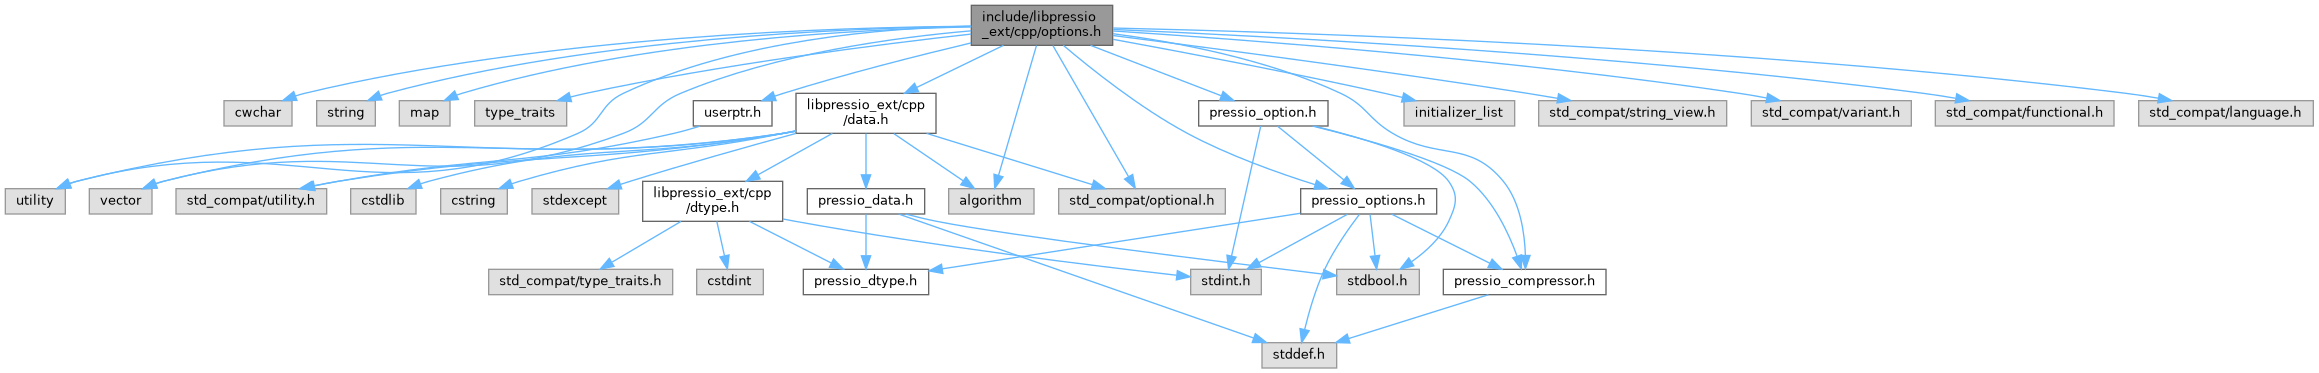 include/libpressio
_ext/cpp/options.h
cwchar
string
map
type_traits
userptr.h
libpressio_ext/cpp
/data.h
pressio_option.h
initializer_list
std_compat/string_view.h
std_compat/variant.h
std_compat/functional.h
std_compat/language.h
utility
vector
std_compat/utility.h
cstdlib
cstring
stdexcept
libpressio_ext/cpp
/dtype.h
pressio_data.h
algorithm
std_compat/optional.h
pressio_options.h
std_compat/type_traits.h
cstdint
pressio_dtype.h
stdint.h
stdbool.h
pressio_compressor.h
stddef.h